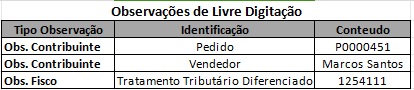 Observações de Livre Digitação
Tipo Observação Identificação Conteudo
Obs. Contribuinte Pedido P0000451
Obs. Contribuinte Vendedor Marcos Santos
Obs. Fisco Tratamento Tributário Diferenciado 1254111